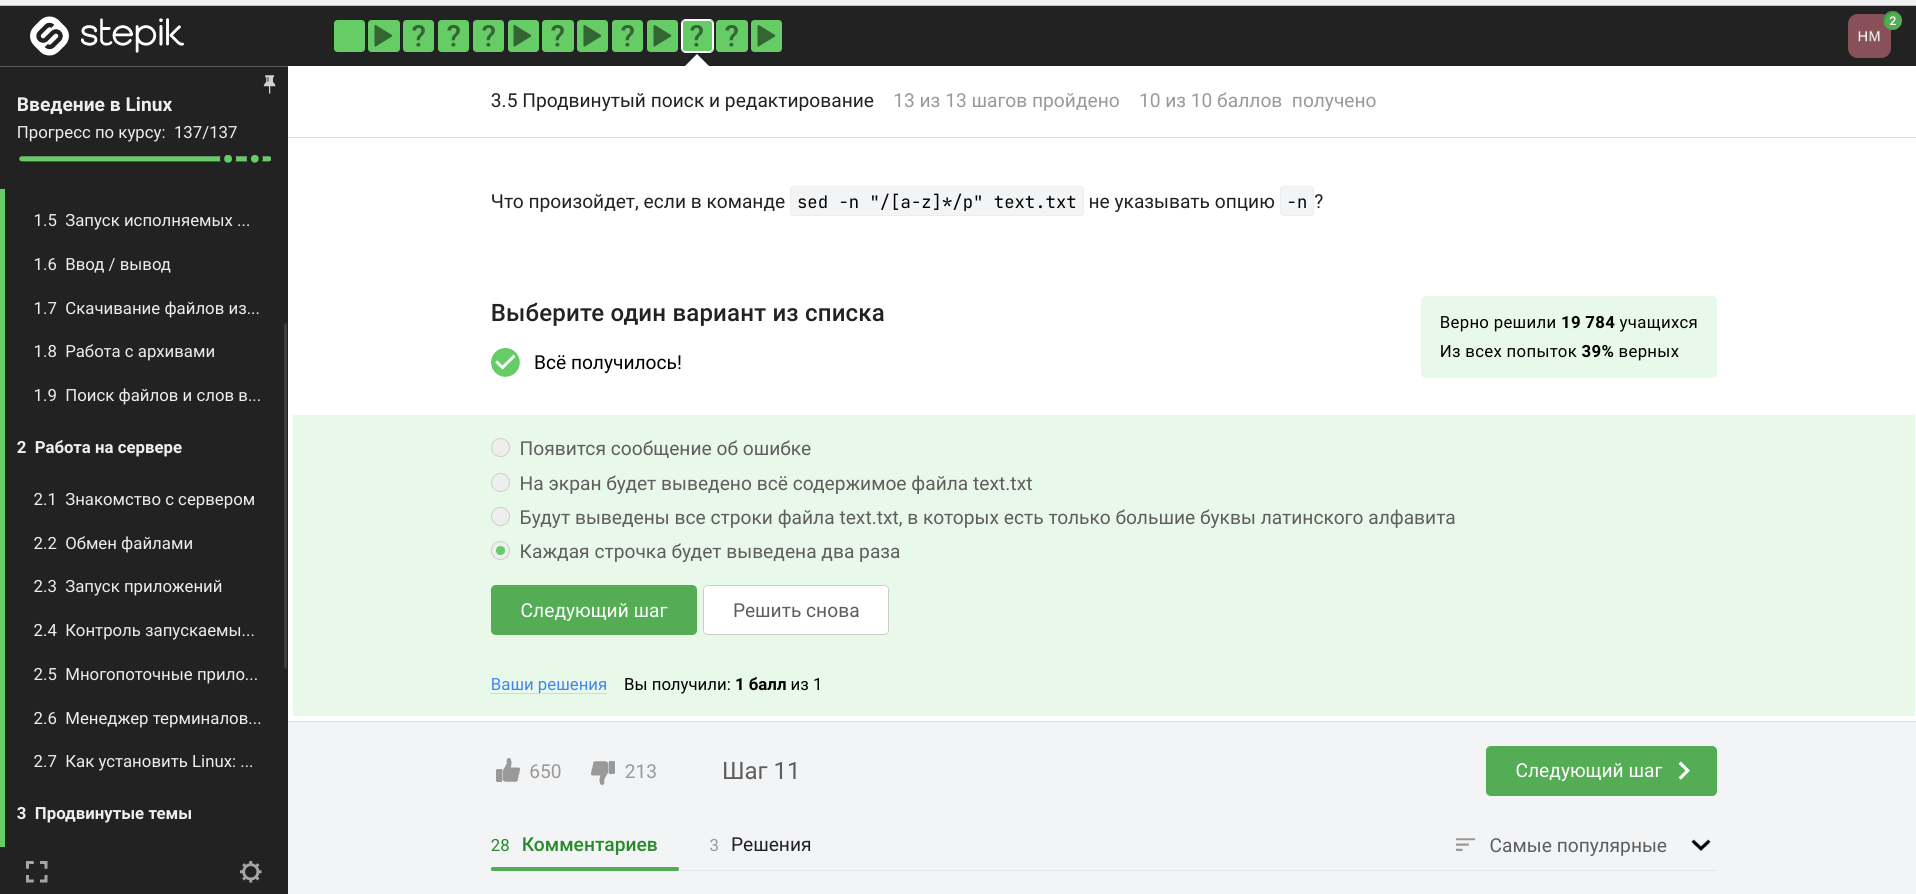 stepik
НМ
2
Введение в Linux
Прогресс по курсу: 137/137
1.5 Запуск исполняемых ...
1.6 Ввод / вывод
1.7 Скачивание файлов из...
1.8 Работа с архивами
1.9 Поиск файлов и слов в...
2 Работа на сервере
2.1 Знакомство с сервером
2.2 Обмен файлами
2.3 Запуск приложений
2.4 Контроль запускаемы...
2.5 Многопоточные прило...
2.6 Менеджер терминалов...
2.7 Как установить Linux: ...
3 Продвинутые темы
3.5 Продвинутый поиск и редактирование 13 из 13 шагов пройдено 10 из 10 баллов получено
Что произойдет, если в команде sed -n "/[a-z]*/p" text.txt не указывать опцию -n?
Выберите один вариант из списка
Всё получилось!
Верно решили 19 784 учащихся
Из всех попыток 39% верных
Появится сообщение об ошибке
На экран будет выведено всё содержимое файла text.txt
Будут выведены все строки файла text.txt, в которых есть только большие буквы латинского алфавита
Каждая строчка будет выведена два раза
Следующий шаг Решить снова
Ваши решения Вы получили: 1 балл из 1
650 213 Шаг 11 Следующий шаг
28 Комментариев 3 Решения Самые популярные